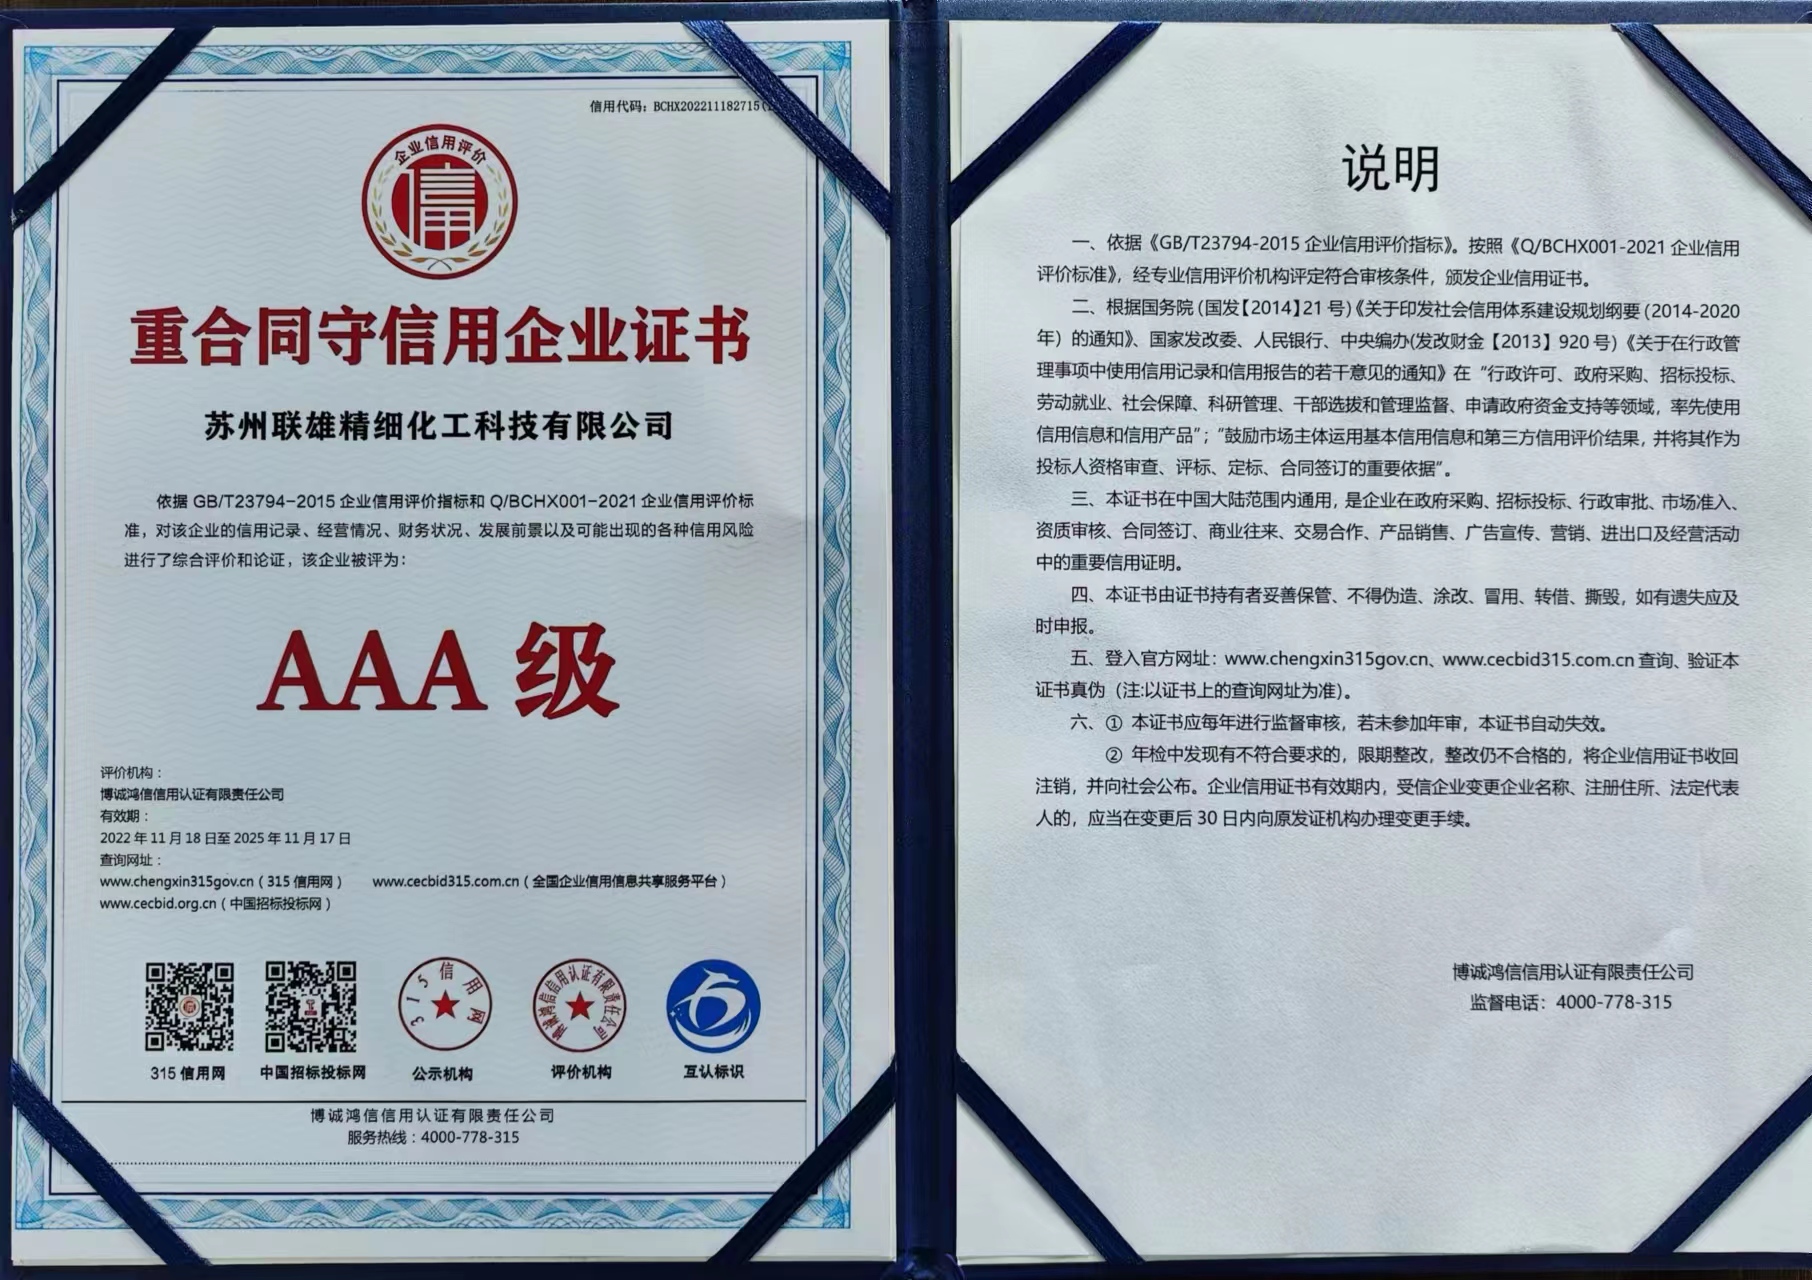 信用代码：BCHX202211182715(
企业信用评价
信用
重合同守信用企业证书
苏州联雄精细化工科技有限公司
依据 GB/T23794-2015 企业信用评价指标和 Q/BCHX001-2021 企业信用评价标
准，对该企业的信用记录、经营情况、财务状况、发展前景以及可能出现的各种信用风险
进行了综合评价和论证，该企业被评为：
AAA 级
评价机构：
博诚鸿信信用认证有限责任公司
有效期：
2022 年 11 月 18 日至 2025 年 11 月 17 日
查询网址：
www.chengxin315gov.cn（315 信用网） www.cecbid315.com.cn（全国企业信用信息共享服务平台）
www.cecbid.org.cn（中国招标投标网）
315信用网
博诚鸿信信用认证有限责任公司
315 信用网 中国招标投标网 公示机构 评价机构 互认标识
博诚鸿信信用认证有限责任公司
服务热线：4000-778-315
说明
一、依据《GB/T23794-2015 企业信用评价指标》。按照《Q/BCHX001-2021 企业信用
评价标准》，经专业信用评价机构评定符合审核条件，颁发企业信用证书。
二、根据国务院（国发【2014】21 号）《关于印发社会信用体系建设规划纲要（2014-2020
年）的通知》、国家发改委、人民银行、中央编办(发改财金【2013】920 号)《关于在行政管
理事项中使用信用记录和信用报告的若干意见的通知》在 “行政许可、政府采购、招标投标、
劳动就业、社会保障、科研管理、干部选拔和管理监督、申请政府资金支持等领域，率先使用
信用信息和信用产品”；“鼓励市场主体运用基本信用信息和第三方信用评价结果，并将其作为
投标人资格审查、评标、定标、合同签订的重要依据”。
三、本证书在中国大陆范围内通用，是企业在政府采购、招标投标、行政审批、市场准入、
资质审核、合同签订、商业往来、交易合作、产品销售、广告宣传、营销、进出口及经营活动
中的重要信用证明。
四、本证书由证书持有者妥善保管、不得伪造、涂改、冒用、转借、撕毁，如有遗失应及
时申报。
五、登入官方网址：www.chengxin315gov.cn、www.cecbid315.com.cn 查询、验证本
证书真伪（注:以证书上的查询网址为准）。
六、① 本证书应每年进行监督审核，若未参加年审，本证书自动失效。
② 年检中发现有不符合要求的，限期整改，整改仍不合格的，将企业信用证书收回
注销，并向社会公布。企业信用证书有效期内，受信企业变更企业名称、注册住所、法定代表
人的，应当在变更后 30 日内向原发证机构办理变更手续。
博诚鸿信信用认证有限责任公司
监督电话：4000-778-315